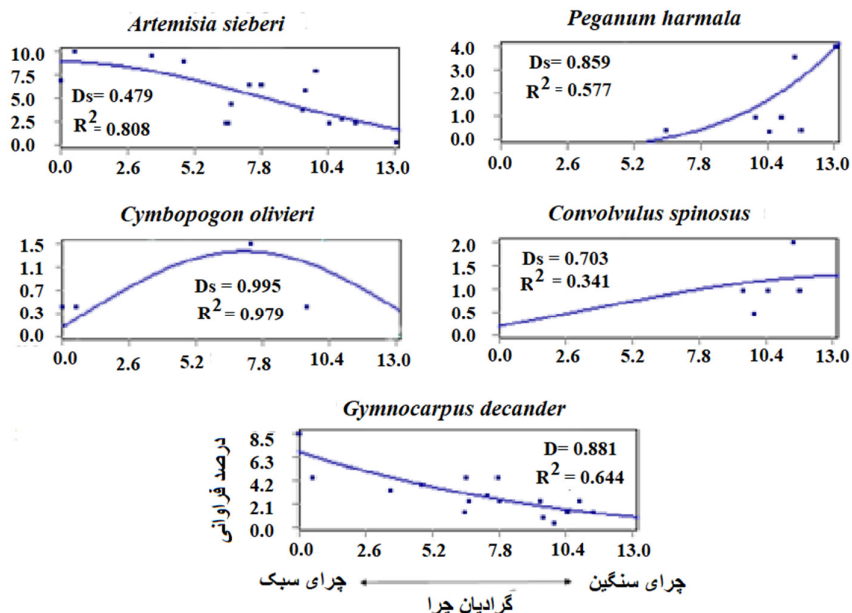 Artemisia sieberi
10.0
7.5
5.0
2.5
0.0
Ds= 0.479
R² = 0.808
0.0 2.6 5.2 7.8 10.4 13.0
Peganum harmala
4.0
3.0
2.0
1.0
0.0
Ds= 0.859
R² = 0.577
0.0 2.6 5.2 7.8 10.4 13.0
Cymbopogon olivieri
1.5
1.1
0.7
0.3
0.0
Ds = 0.995
R² = 0.979
0.0 2.6 5.2 7.8 10.4 13.0
Convolvulus spinosus
2.0
1.5
1.0
0.5
0.0
Ds = 0.703
R² = 0.341
0.0 2.6 5.2 7.8 10.4 13.0
Gymnocarpus decander
درصد فراوانی
8.5
6.3
4.2
2.1
0.0
D= 0.881
R² = 0.644
0.0 2.6 5.2 7.8 10.4 13.0
چرای سنگین چرای سبک
گرادیان چرا